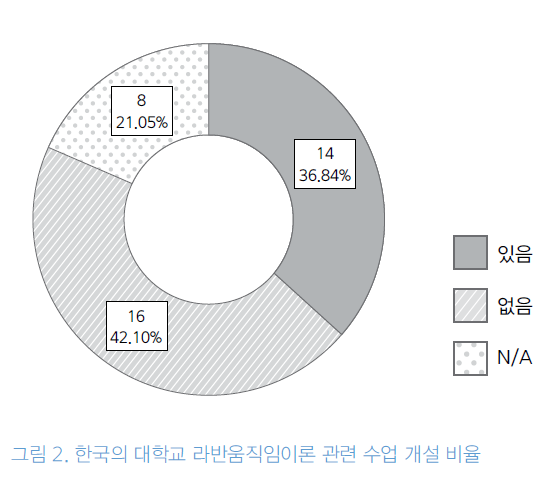 8
21.05%
14
36.84%
16
42.10%
있음
없음
N/A
그림 2. 한국의 대학교 라반움직임이론 관련 수업 개설 비율